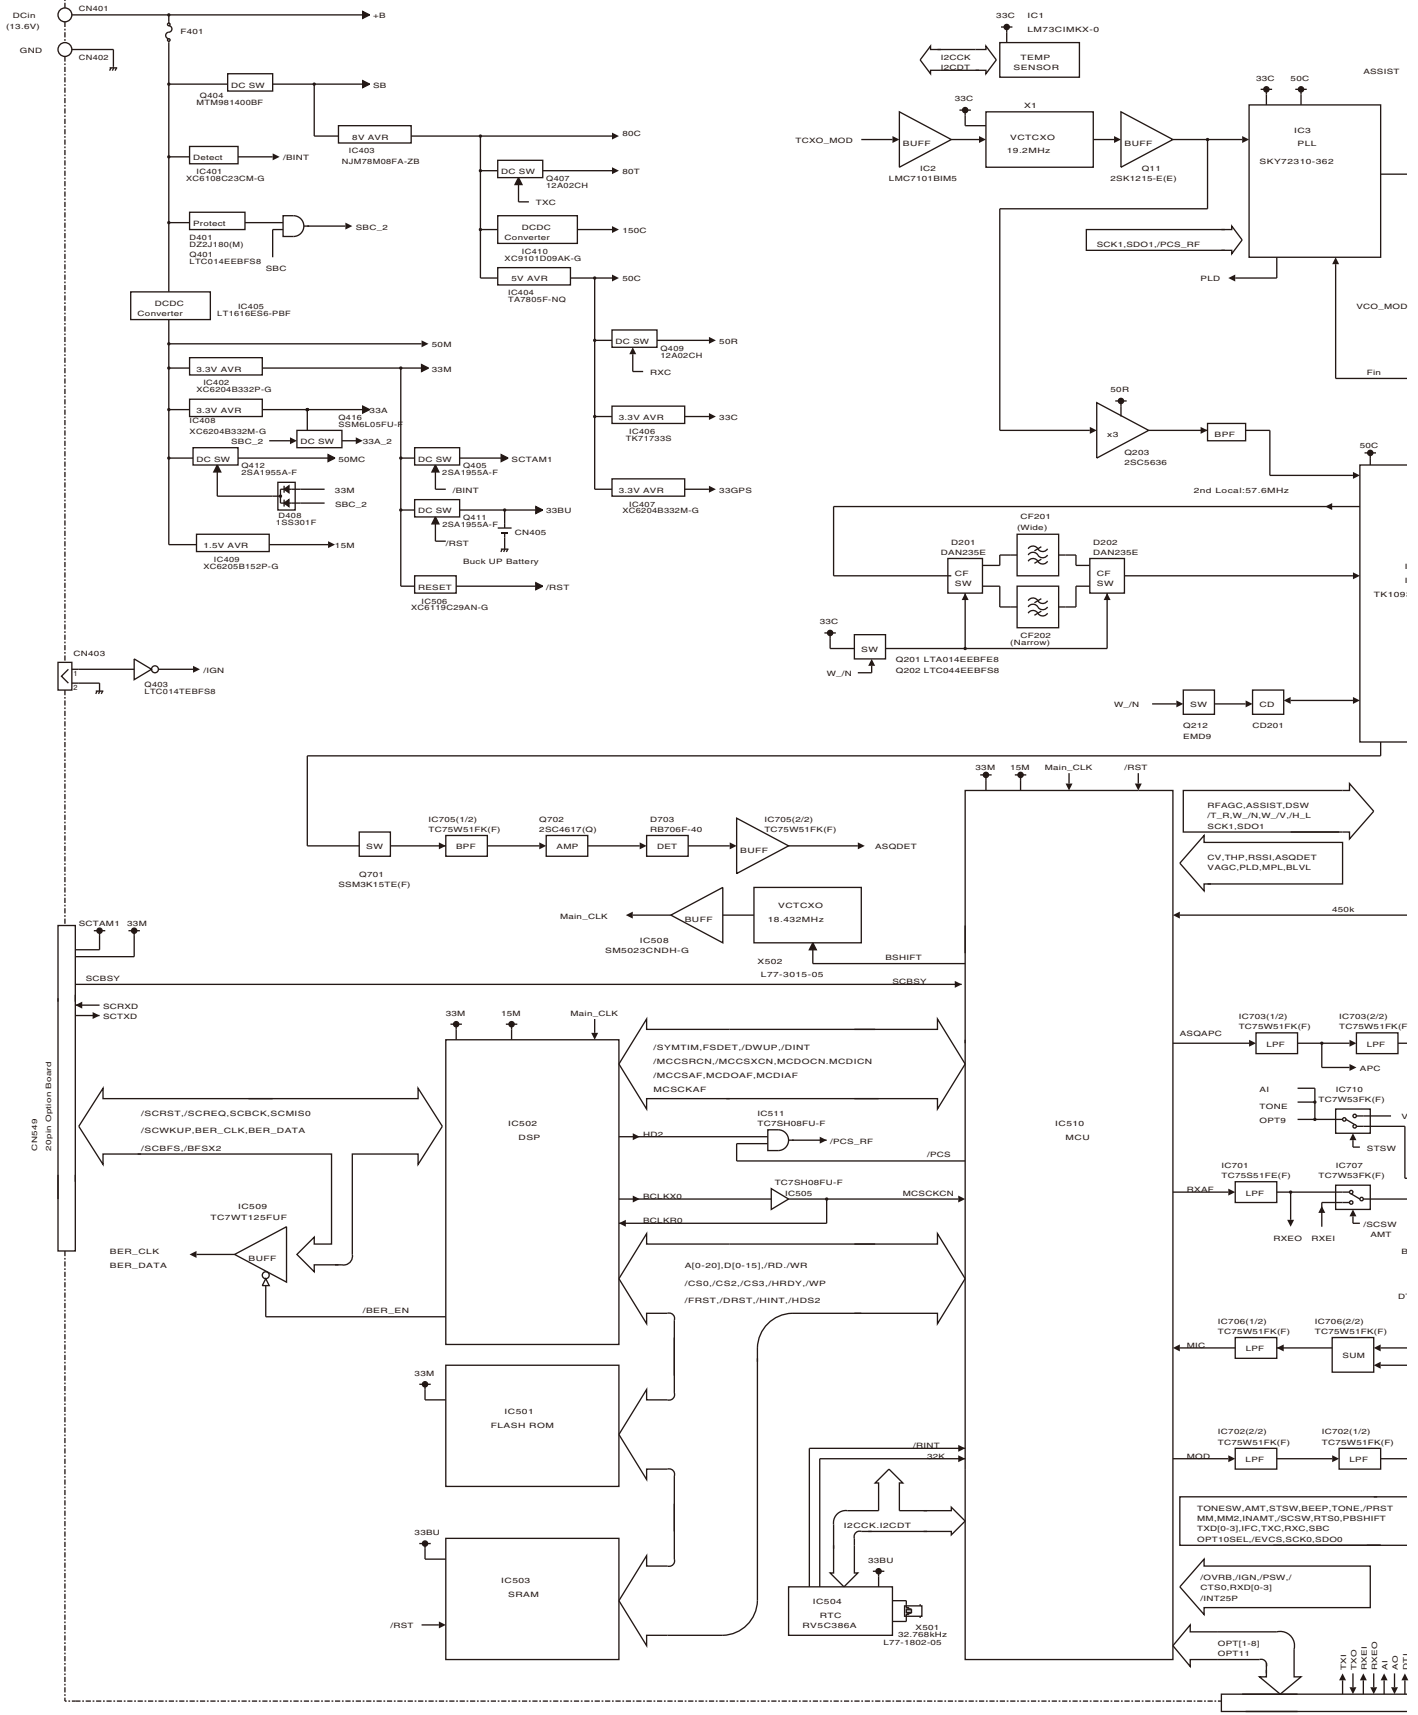 DCin
(13.6V)
CN401
+B
F401
GND
CN402
DC SW
Q404
MTM981400BF
SB
8V AVR
IC403
NJM78M08FA-ZB
80C
Detect
/BINT
IC401
XC6108C23CM-G
DC SW
Q407
12A02CH
80T
TXC
Protect
D401
DZ2J180(M)
Q401
LTC014EEBFS8
SBC_2
SBC
DCDC
Converter
IC410
XC9101D09AK-G
150C
5V AVR
IC404
TA7805F-NQ
50C
DCDC
Converter
IC405
LT1616ES6-PBF
50M
DC SW
Q409
12A02CH
50R
RXC
3.3V AVR
IC402
XC6204B332P-G
33M
3.3V AVR
IC408
XC6204B332M-G
33A
Q416
SSM6L05FU-F
SBC_2
DC SW
33A_2
3.3V AVR
IC406
TK71733S
33C
DC SW
Q412
2SA1955A-F
50MC
33M
SBC_2
D408
1SS301F
DC SW
Q405
2SA1955A-F
SCTAM1
/BINT
3.3V AVR
IC407
XC6204B332M-G
33GPS
DC SW
Q411
2SA1955A-F
33BU
CN405
/RST
Buck UP Battery
1.5V AVR
IC409
XC6205B152P-G
15M
RESET
IC506
XC6119C29AN-G
/RST
CN403
1
2
Q403
LTC014TEBFS8
/IGN
33C
IC1
LM73CIMKX-0
I2CCK
I2CDT
TEMP
SENSOR
ASSIST
33C
50C
IC3
PLL
SKY72310-362
TCXO_MOD
BUFF
IC2
LMC7101BIM5
33C
X1
VCTCXO
19.2MHz
BUFF
Q11
2SK1215-E(E)
SCK1,SDO1,/PCS_RF
PLD
VCO_MOD
Fin
50R
x3
Q203
2SC5636
BPF
50C
2nd Local:57.6MHz
CF201
(Wide)
D201
DAN235E
D202
DAN235E
CF
SW
CF
SW
CF202
(Narrow)
TK109
33C
SW
W_/N
Q201 LTA014EEBFE8
Q202 LTC044EEBFS8
W_/N
SW
CD
Q212
EMD9
CD201
SW
Q701
SSM3K15TE(F)
IC705(1/2)
TC75W51FK(F)
BPF
Q702
2SC4617(Q)
AMP
D703
RB706F-40
DET
IC705(2/2)
TC75W51FK(F)
BUFF
ASQDET
33M
15M
Main_CLK
/RST
RFAGC,ASSIST,DSW
/T_R,W_/N,W_/V,/H_L
SCK1,SDO1
CV,THP,RSSI,ASQDET
VAGC,PLD,MPL,BLVL
450k
Main_CLK
BUFF
IC508
SM5023CNDH-G
VCTCXO
18.432MHz
X502
L77-3015-05
BSHIFT
SCTAM1
33M
SCBSY
SCBSY
SCRXD
SCTXD
CN549
20pin Option Board
33M
15M
Main_CLK
IC502
DSP
/SYMTIM,FSDET,/DWUP,/DINT
/MCCSRCN,/MCCSXCN,MCDOCN.MCDICN
/MCCSAF,MCDOAF,MCDIAF
MCSCKAF
/SCRST,/SCREQ,SCBCK,SCMIS0
/SCWKUP,BER_CLK,BER_DATA
/SCBFS,/BFSX2
HD2
IC511
TC7SH08FU-F
/PCS_RF
/PCS
BCLKX0
TC7SH08FU-F
IC505
MCSCKCN
BCLKR0
IC509
TC7WT125FUF
BUFF
BER_CLK
BER_DATA
/BER_EN
A[0-20],D[0-15],/RD./WR
/CS0,/CS2,/CS3,/HRDY,/WP
/FRST,/DRST,/HINT,/HDS2
IC510
MCU
ASQAPC
IC703(1/2)
TC75W51FK(F)
LPF
IC703(2/2)
TC75W51FK(F)
LPF
APC
AI
TONE
OPT9
IC710
TC7W53FK(F)
STSW
RXAF
IC701
TC75S51FE(F)
LPF
IC707
TC7W53FK(F)
RXEO
RXEI
/SCSW
AMT
MIC
IC706(1/2)
TC75W51FK(F)
LPF
IC706(2/2)
TC75W51FK(F)
SUM
MOD
IC702(2/2)
TC75W51FK(F)
LPF
IC702(1/2)
TC75W51FK(F)
LPF
33M
IC501
FLASH ROM
33BU
IC503
SRAM
/RST
/RINT
32K
I2CCK.I2CDT
33BU
IC504
RTC
RV5C386A
X501
32.768kHz
L77-1802-05
TONESW,AMT,STSW,BEEP,TONE,/PRST
MM,MM2,INAMT,/SCSW,RTS0,PBSHIFT
TXD[0-3],IFC,TXC,RXC,SBC
OPT10SEL,/EVCS,SCK0,SDO0
/OVRB,/IGN,/PSW,/
CTS0,RXD[0-3]
/INT25P
OPT[1-8]
OPT11
TXI
TXO
RXEI
RXEO
AI
AO
DTI